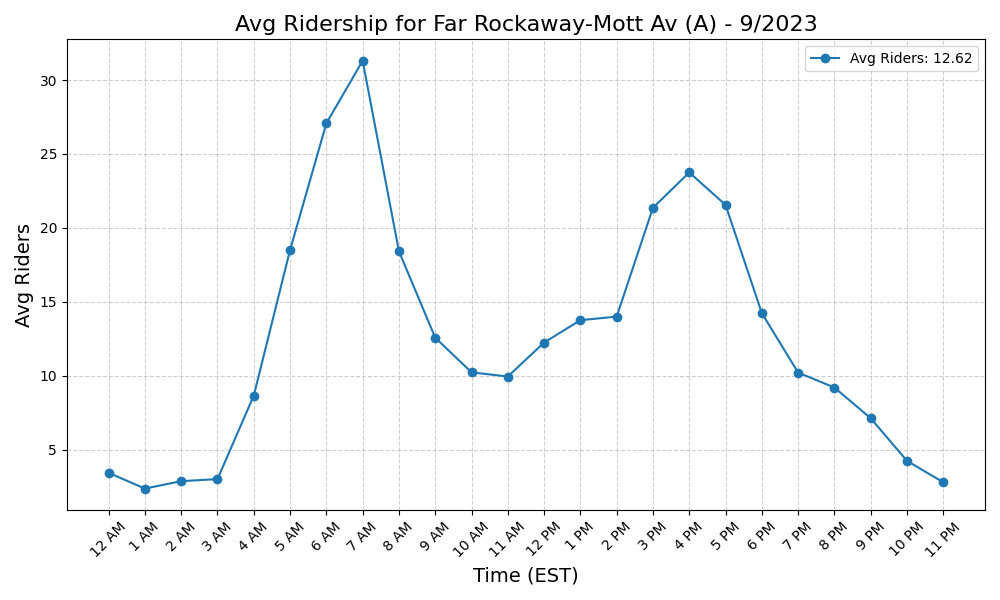 Avg Ridership for Far Rockaway-Mott Av (A) - 9/2023
Avg Riders: 12.62
30
25
20
15
10
5
Avg Riders
12 AM
1 AM
2 AM
3 AM
4 AM
5 AM
6 AM
7 AM
8 AM
9 AM
10 AM
11 AM
12 PM
1 PM
2 PM
3 PM
4 PM
5 PM
6 PM
7 PM
8 PM
9 PM
10 PM
11 PM
Time (EST)